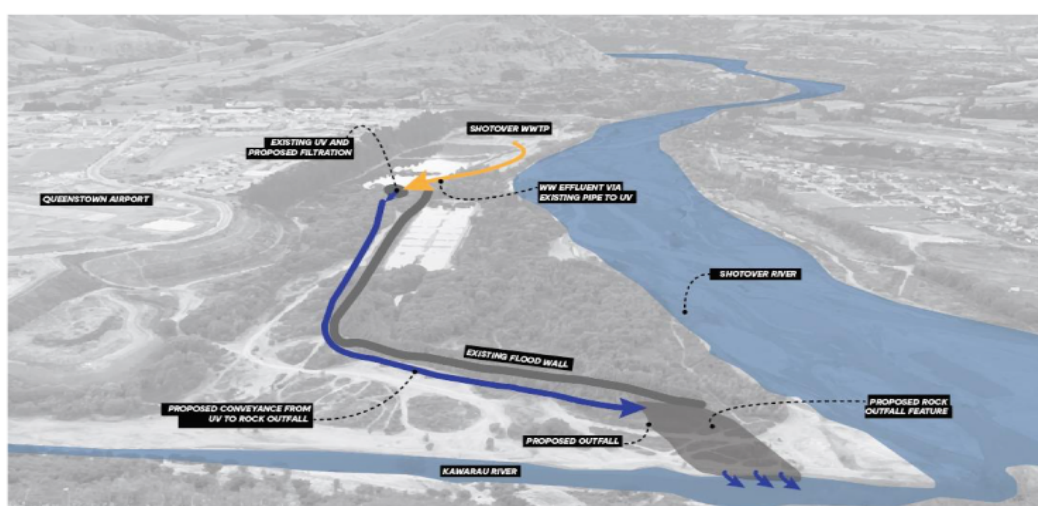 SHOTOVER WWTP
EXISTING UV AND
PROPOSED FILTRATION
QUEENSTOWN AIRPORT
WW EFFLUENT VIA
EXISTING PIPE TO UV
SHOTOVER RIVER
EXISTING FLOOD WALL
PROPOSED CONVEYANCE FROM
UV TO ROCK OUTFALL
PROPOSED ROCK
OUTFALL FEATURE
PROPOSED OUTFALL
KAWARAU RIVER